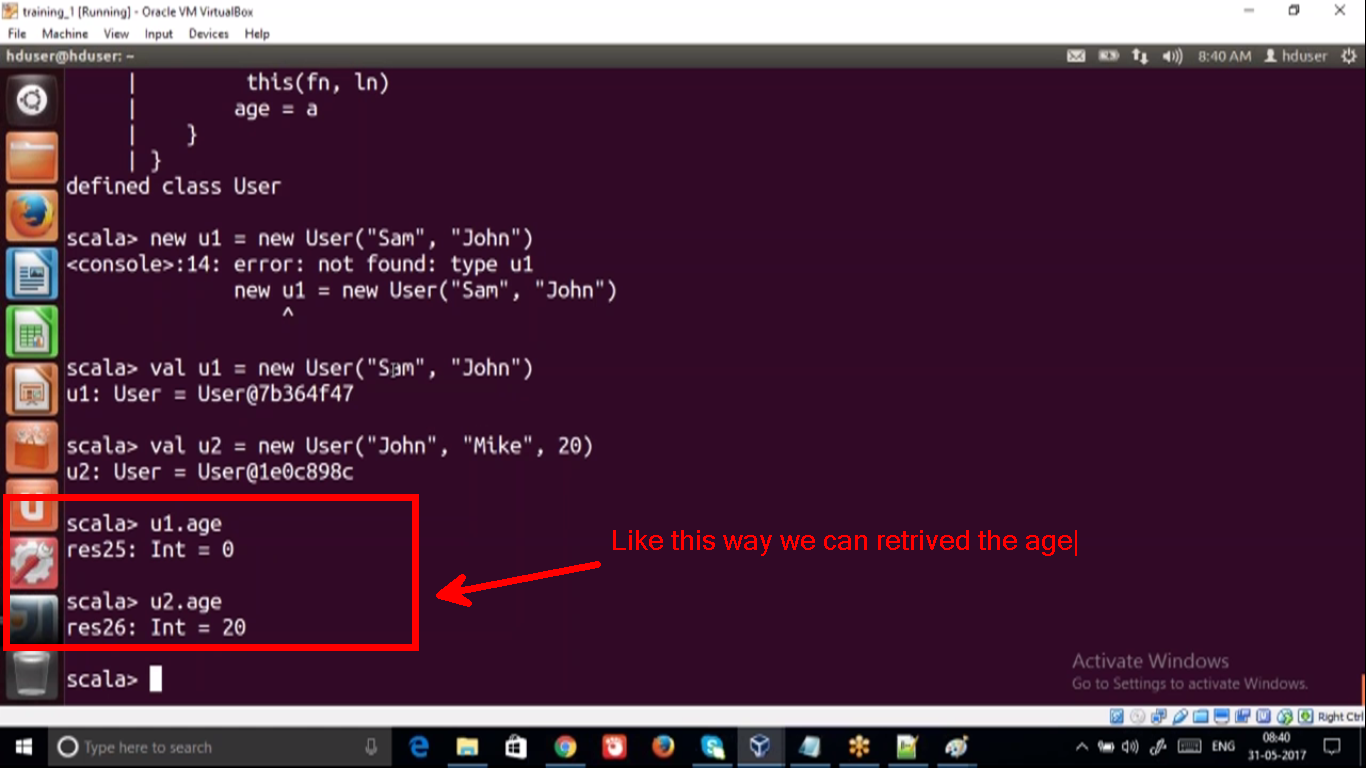 training_1 [Running] - Oracle VM VirtualBox
File Machine View Input Devices Help
hduser@hduser: ~
8:40 AM hduser
| this(fn, ln)
| age = a
| }
| }
defined class User
scala> new u1 = new User("Sam", "John")
<console>:14: error: not found: type u1
new u1 = new User("Sam", "John")
^
scala> val u1 = new User("Sam", "John")
u1: User = User@7b364f47
scala> val u2 = new User("John", "Mike", 20)
u2: User = User@1e0c898c
scala> u1.age
res25: Int = 0
Like this way we can retrived the age
scala> u2.age
res26: Int = 20
scala>
Activate Windows
Go to Settings to activate Windows.
Right Ctrl
Type here to search
ENG
08:40
31-05-2017